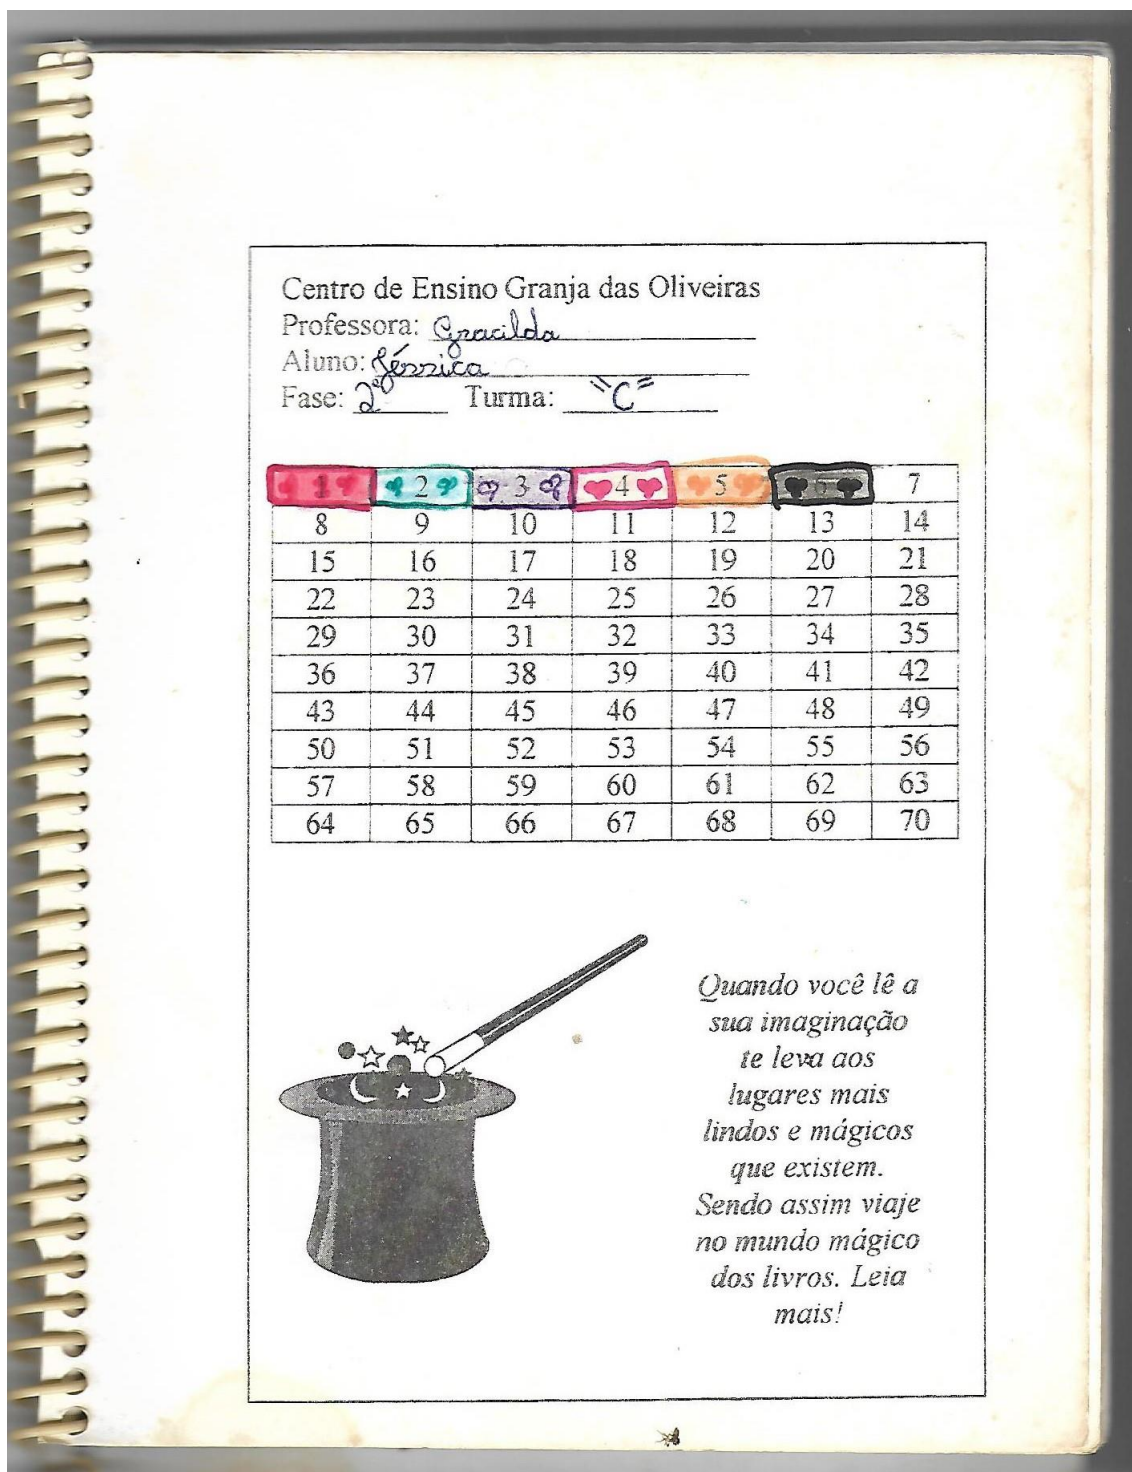 Centro de Ensino Granja das Oliveiras
Professora: Gracilda
Aluno: Jéssica
Fase: 2ª Turma: "C"
1 2 3 4 5 6 7
8 9 10 11 12 13 14
15 16 17 18 19 20 21
22 23 24 25 26 27 28
29 30 31 32 33 34 35
36 37 38 39 40 41 42
43 44 45 46 47 48 49
50 51 52 53 54 55 56
57 58 59 60 61 62 63
64 65 66 67 68 69 70
Quando você lê a
sua imaginação
te leva aos
lugares mais
lindos e mágicos
que existem.
Sendo assim viaje
no mundo mágico
dos livros. Leia
mais!